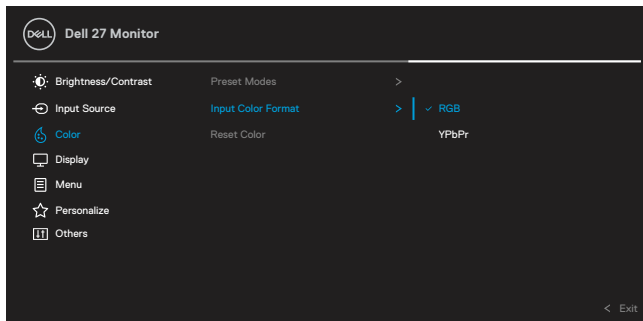 DELL Dell 27 Monitor
Brightness/Contrast Preset Modes >
Input Source Input Color Format > ✓ RGB
Color Reset Color YPbPr
Display
Menu
Personalize
Others
< Exit